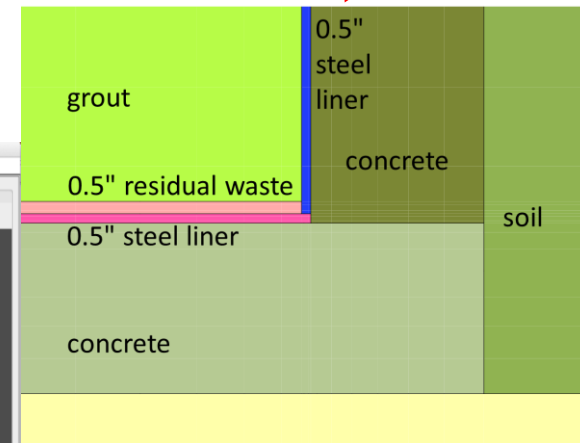 0.5"
steel
liner
grout
concrete
0.5" residual waste
soil
0.5" steel liner
concrete